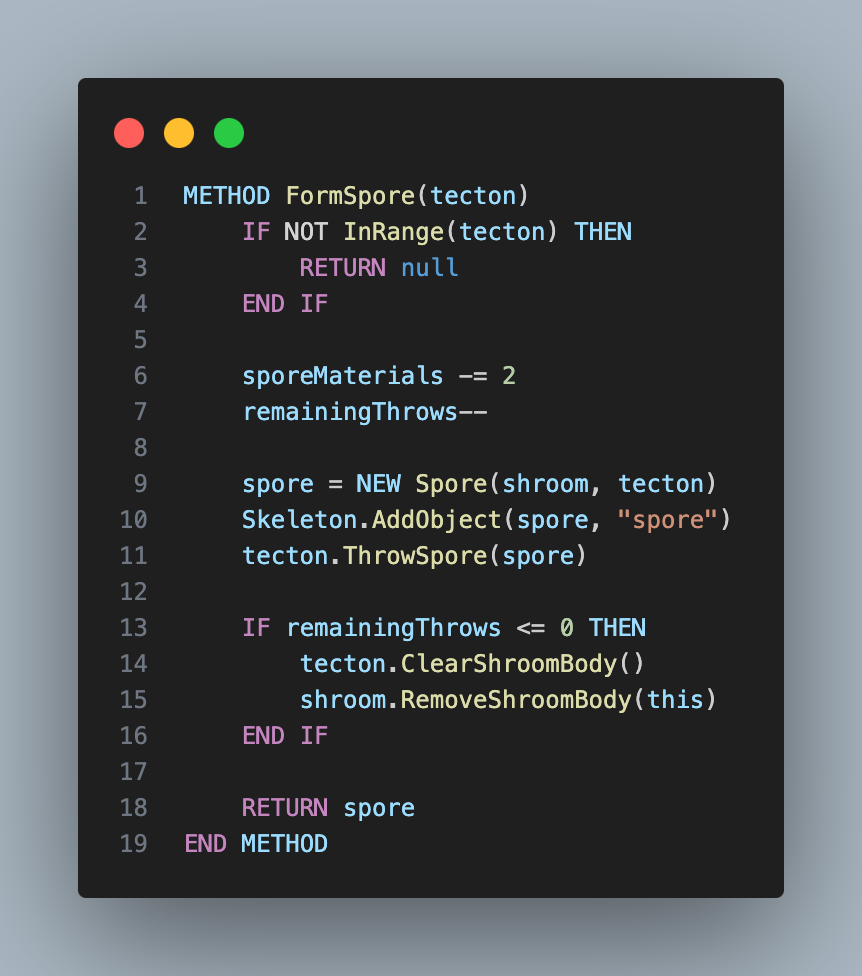 1 METHOD FormSpore(tecton)
2     IF NOT InRange(tecton) THEN
3         RETURN null
4     END IF
5
6     sporeMaterials -= 2
7     remainingThrows--
8
9     spore = NEW Spore(shroom, tecton)
10     Skeleton.AddObject(spore, "spore")
11     tecton.ThrowSpore(spore)
12
13     IF remainingThrows <= 0 THEN
14         tecton.ClearShroomBody()
15         shroom.RemoveShroomBody(this)
16     END IF
17
18     RETURN spore
19 END METHOD